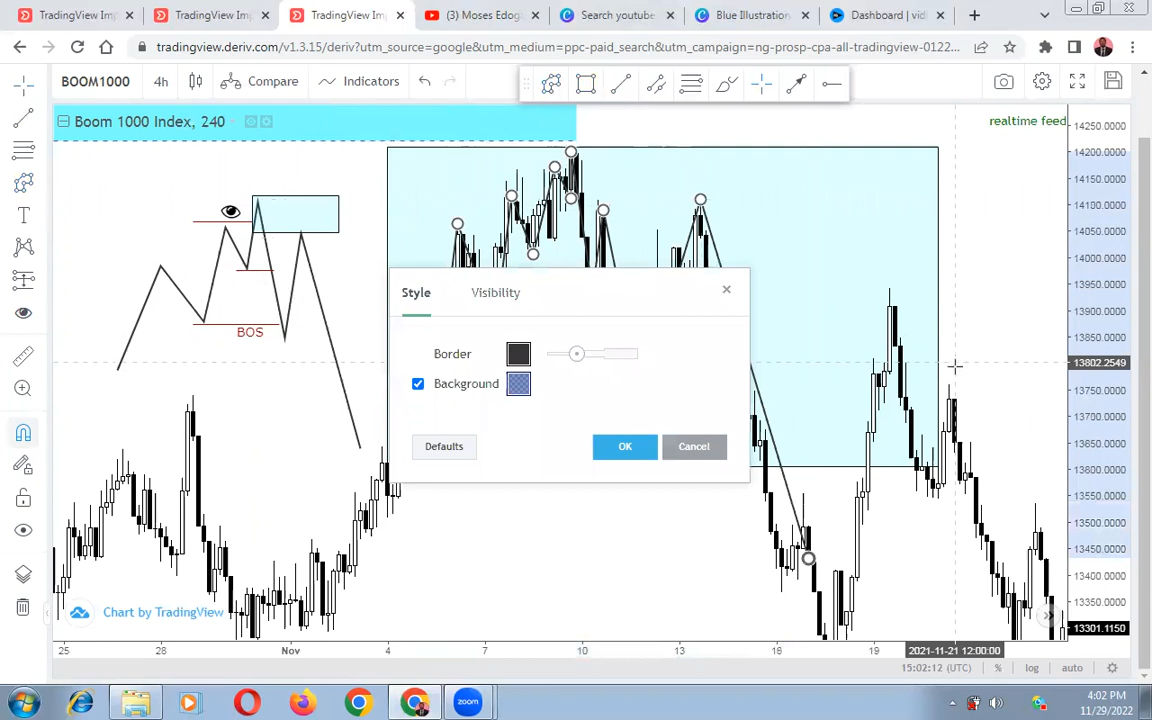 TradingView Imp
TradingView Imp
TradingView Imp
(3) Moses Edog
Search youtube
Blue Illustration
Dashboard | vidI
tradingview.deriv.com/v1.3.15/deriv?utm_source=google&utm_medium=ppc-paid_search&utm_campaign=ng-prosp-cpa-all-tradingview-0122...
BOOM1000
4h
Compare
Indicators
Boom 1000 Index, 240
realtime feed
14250.0000
14200.0000
14150.0000
14100.0000
14050.0000
14000.0000
13950.0000
13900.0000
13850.0000
13802.2549
13750.0000
13700.0000
13650.0000
13600.0000
13550.0000
13500.0000
13450.0000
13400.0000
13350.0000
13301.1150
BOS
Style
Visibility
Border
Background
Defaults
OK
Cancel
Chart by TradingView
25
28
Nov
4
7
10
13
16
19
2021-11-21 12:00:00
28
15:02:12 (UTC)
%
log
auto
zoom
4:02 PM
11/29/2022